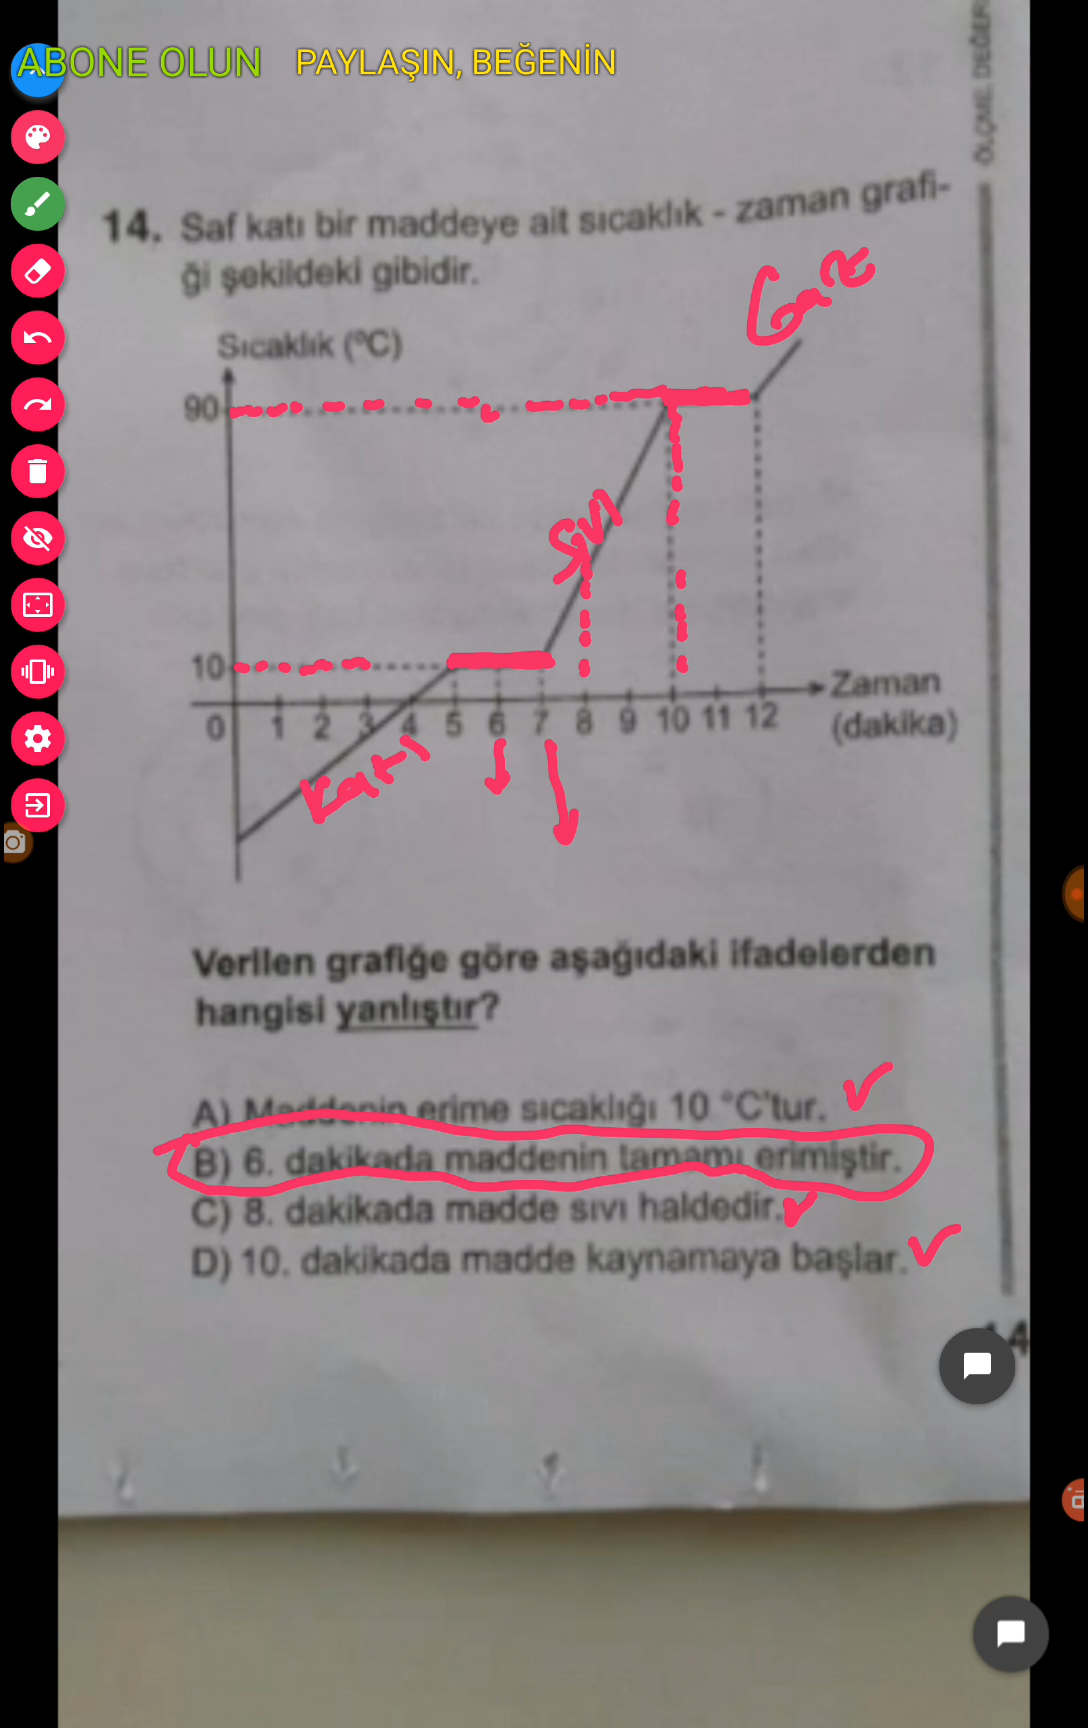 ABONE OLUN PAYLAŞIN, BEĞENİN
ÖLÇME, DEĞER
14. Saf katı bir maddeye ait sıcaklık - zaman grafi-
ği şekildeki gibidir.
Gaz
Sıcaklık (°C)
90
Sıvı
10
0 1 2 3 4 5 6 7 8 9 10 11 12
Zaman
(dakika)
Katı
Verilen grafiğe göre aşağıdaki ifadelerden
hangisi yanlıştır?
A) Maddenin erime sıcaklığı 10 °C'tur.
B) 6. dakikada maddenin tamamı erimiştir.
C) 8. dakikada madde sıvı haldedir.
D) 10. dakikada madde kaynamaya başlar.